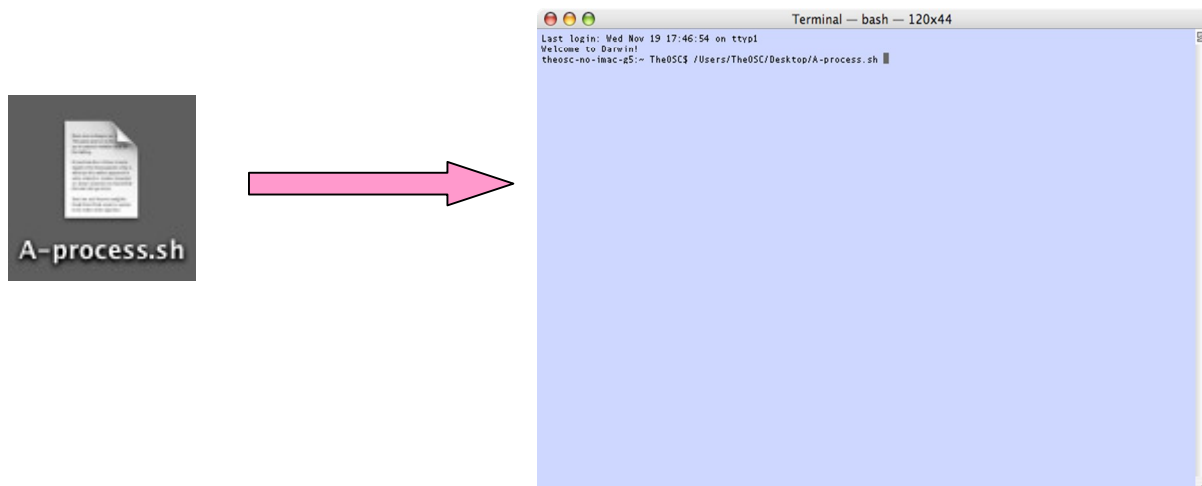 A-process.sh
Terminal — bash — 120x44
Last login: Wed Nov 19 17:46:54 on ttyp1
Welcome to Darwin!
theosc-no-imac-g5:~ TheOSC$ /Users/TheOSC/Desktop/A-process.sh